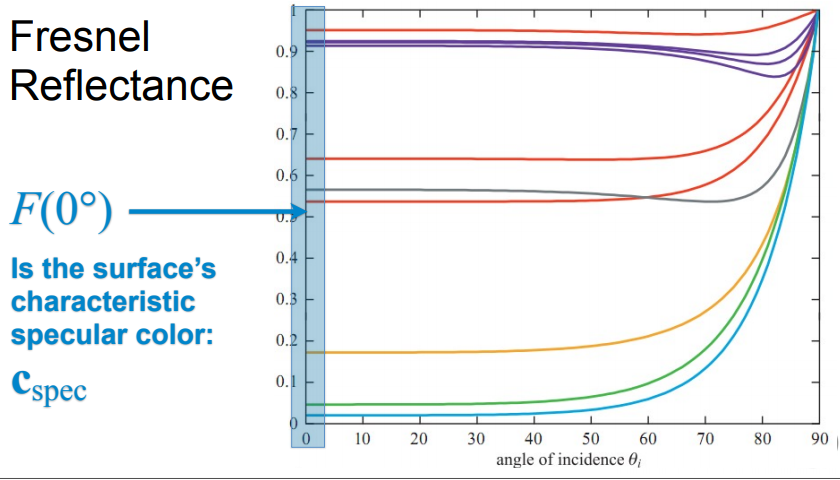 Fresnel
Reflectance
F(0°)
Is the surface's
characteristic
specular color:
c_spec
1
0.9
0.8
0.7
0.6
0.5
0.4
0.3
0.2
0.1
0
0 10 20 30 40 50 60 70 80 90
angle of incidence θ_i